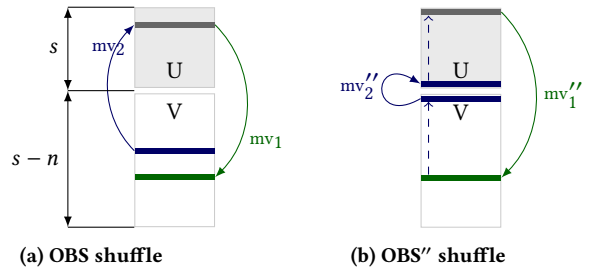 s
mv₂
U
V
mv₁
s − n
(a) OBS shuffle
U
mv₂′′
V
mv₁′′
(b) OBS′′ shuffle